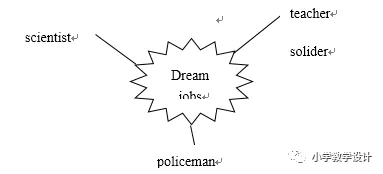 teacher
scientist
solider
Dream
jobs
policeman
小学教学设计